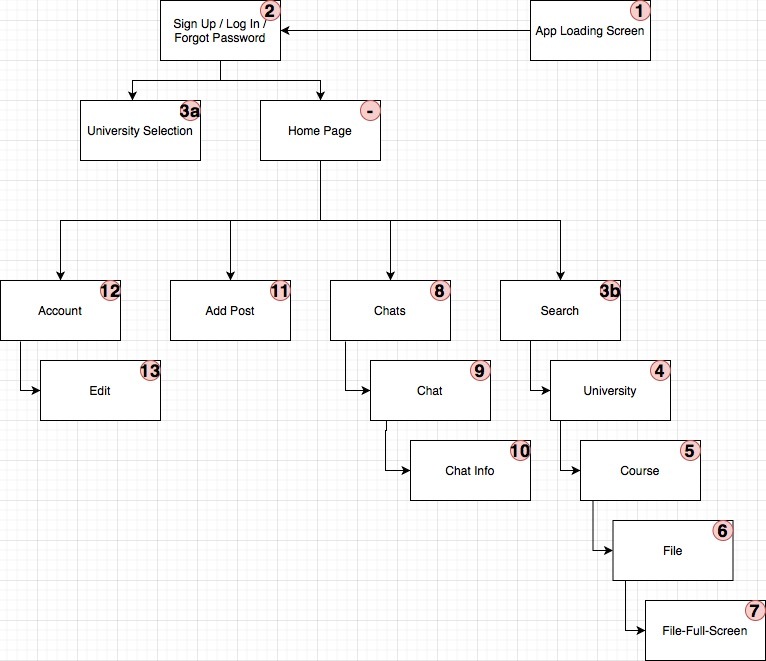 2
1
Sign Up / Log In /
Forgot Password
App Loading Screen
3a
-
University Selection
Home Page
12
11
8
3b
Account
Add Post
Chats
Search
13
9
4
Edit
Chat
University
10
5
Chat Info
Course
6
File
7
File-Full-Screen